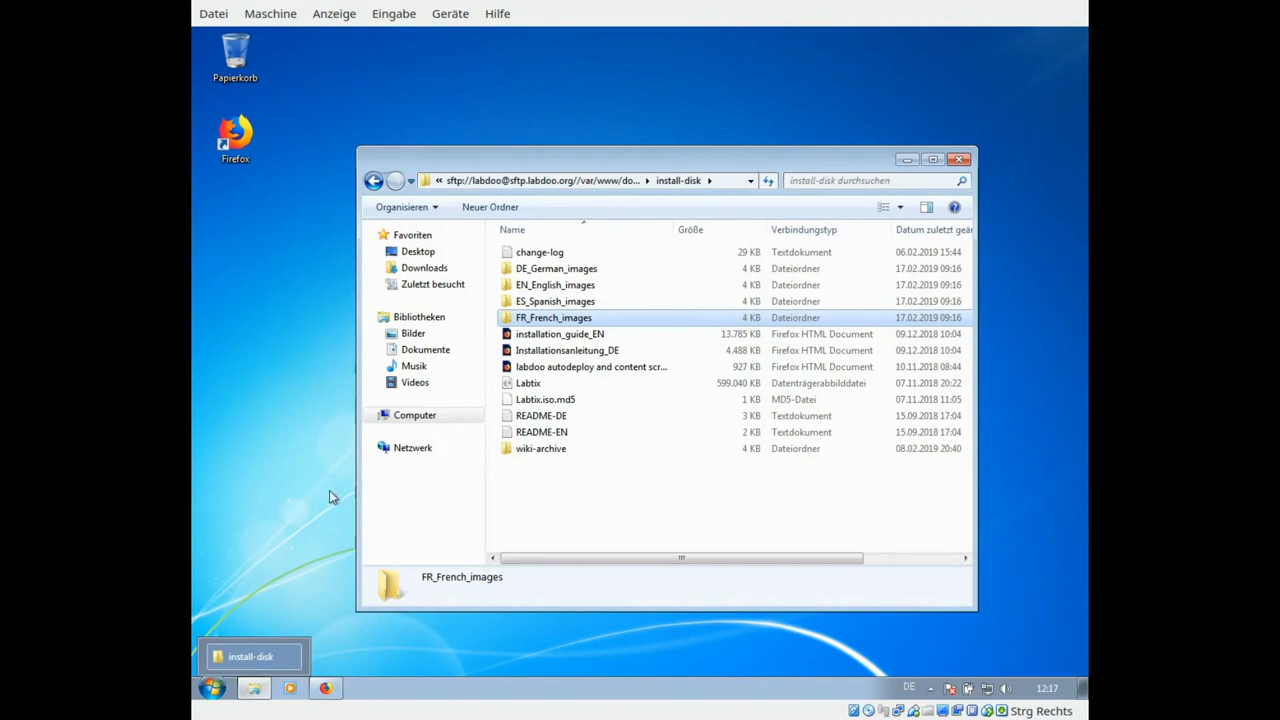 Datei Maschine Anzeige Eingabe Geräte Hilfe
Papierkorb
Firefox
« sftp://labdoo@sftp.labdoo.org//var/www/do... install-disk
install-disk durchsuchen
Organisieren Neuer Ordner
Name Größe Verbindungstyp Datum zuletzt geän
Favoriten
Desktop
Downloads
Zuletzt besucht
Bibliotheken
Bilder
Dokumente
Musik
Videos
Computer
Netzwerk
change-log 29 KB Textdokument 06.02.2019 15:44
DE_German_images 4 KB Dateiordner 17.02.2019 09:16
EN_English_images 4 KB Dateiordner 17.02.2019 09:16
ES_Spanish_images 4 KB Dateiordner 17.02.2019 09:16
FR_French_images 4 KB Dateiordner 17.02.2019 09:16
installation_guide_EN 13.785 KB Firefox HTML Document 09.12.2018 10:04
Installationsanleitung_DE 4.488 KB Firefox HTML Document 09.12.2018 10:04
labdoo autodeploy and content scr... 927 KB Firefox HTML Document 10.11.2018 08:44
Labtix 599.040 KB Datenträgerabbilddatei 07.11.2018 20:22
Labtix.iso.md5 1 KB MD5-Datei 07.11.2018 11:05
README-DE 3 KB Textdokument 15.09.2018 17:04
README-EN 2 KB Textdokument 15.09.2018 17:04
wiki-archive 4 KB Dateiordner 08.02.2019 20:40
FR_French_images
install-disk
DE 12:17
Strg Rechts